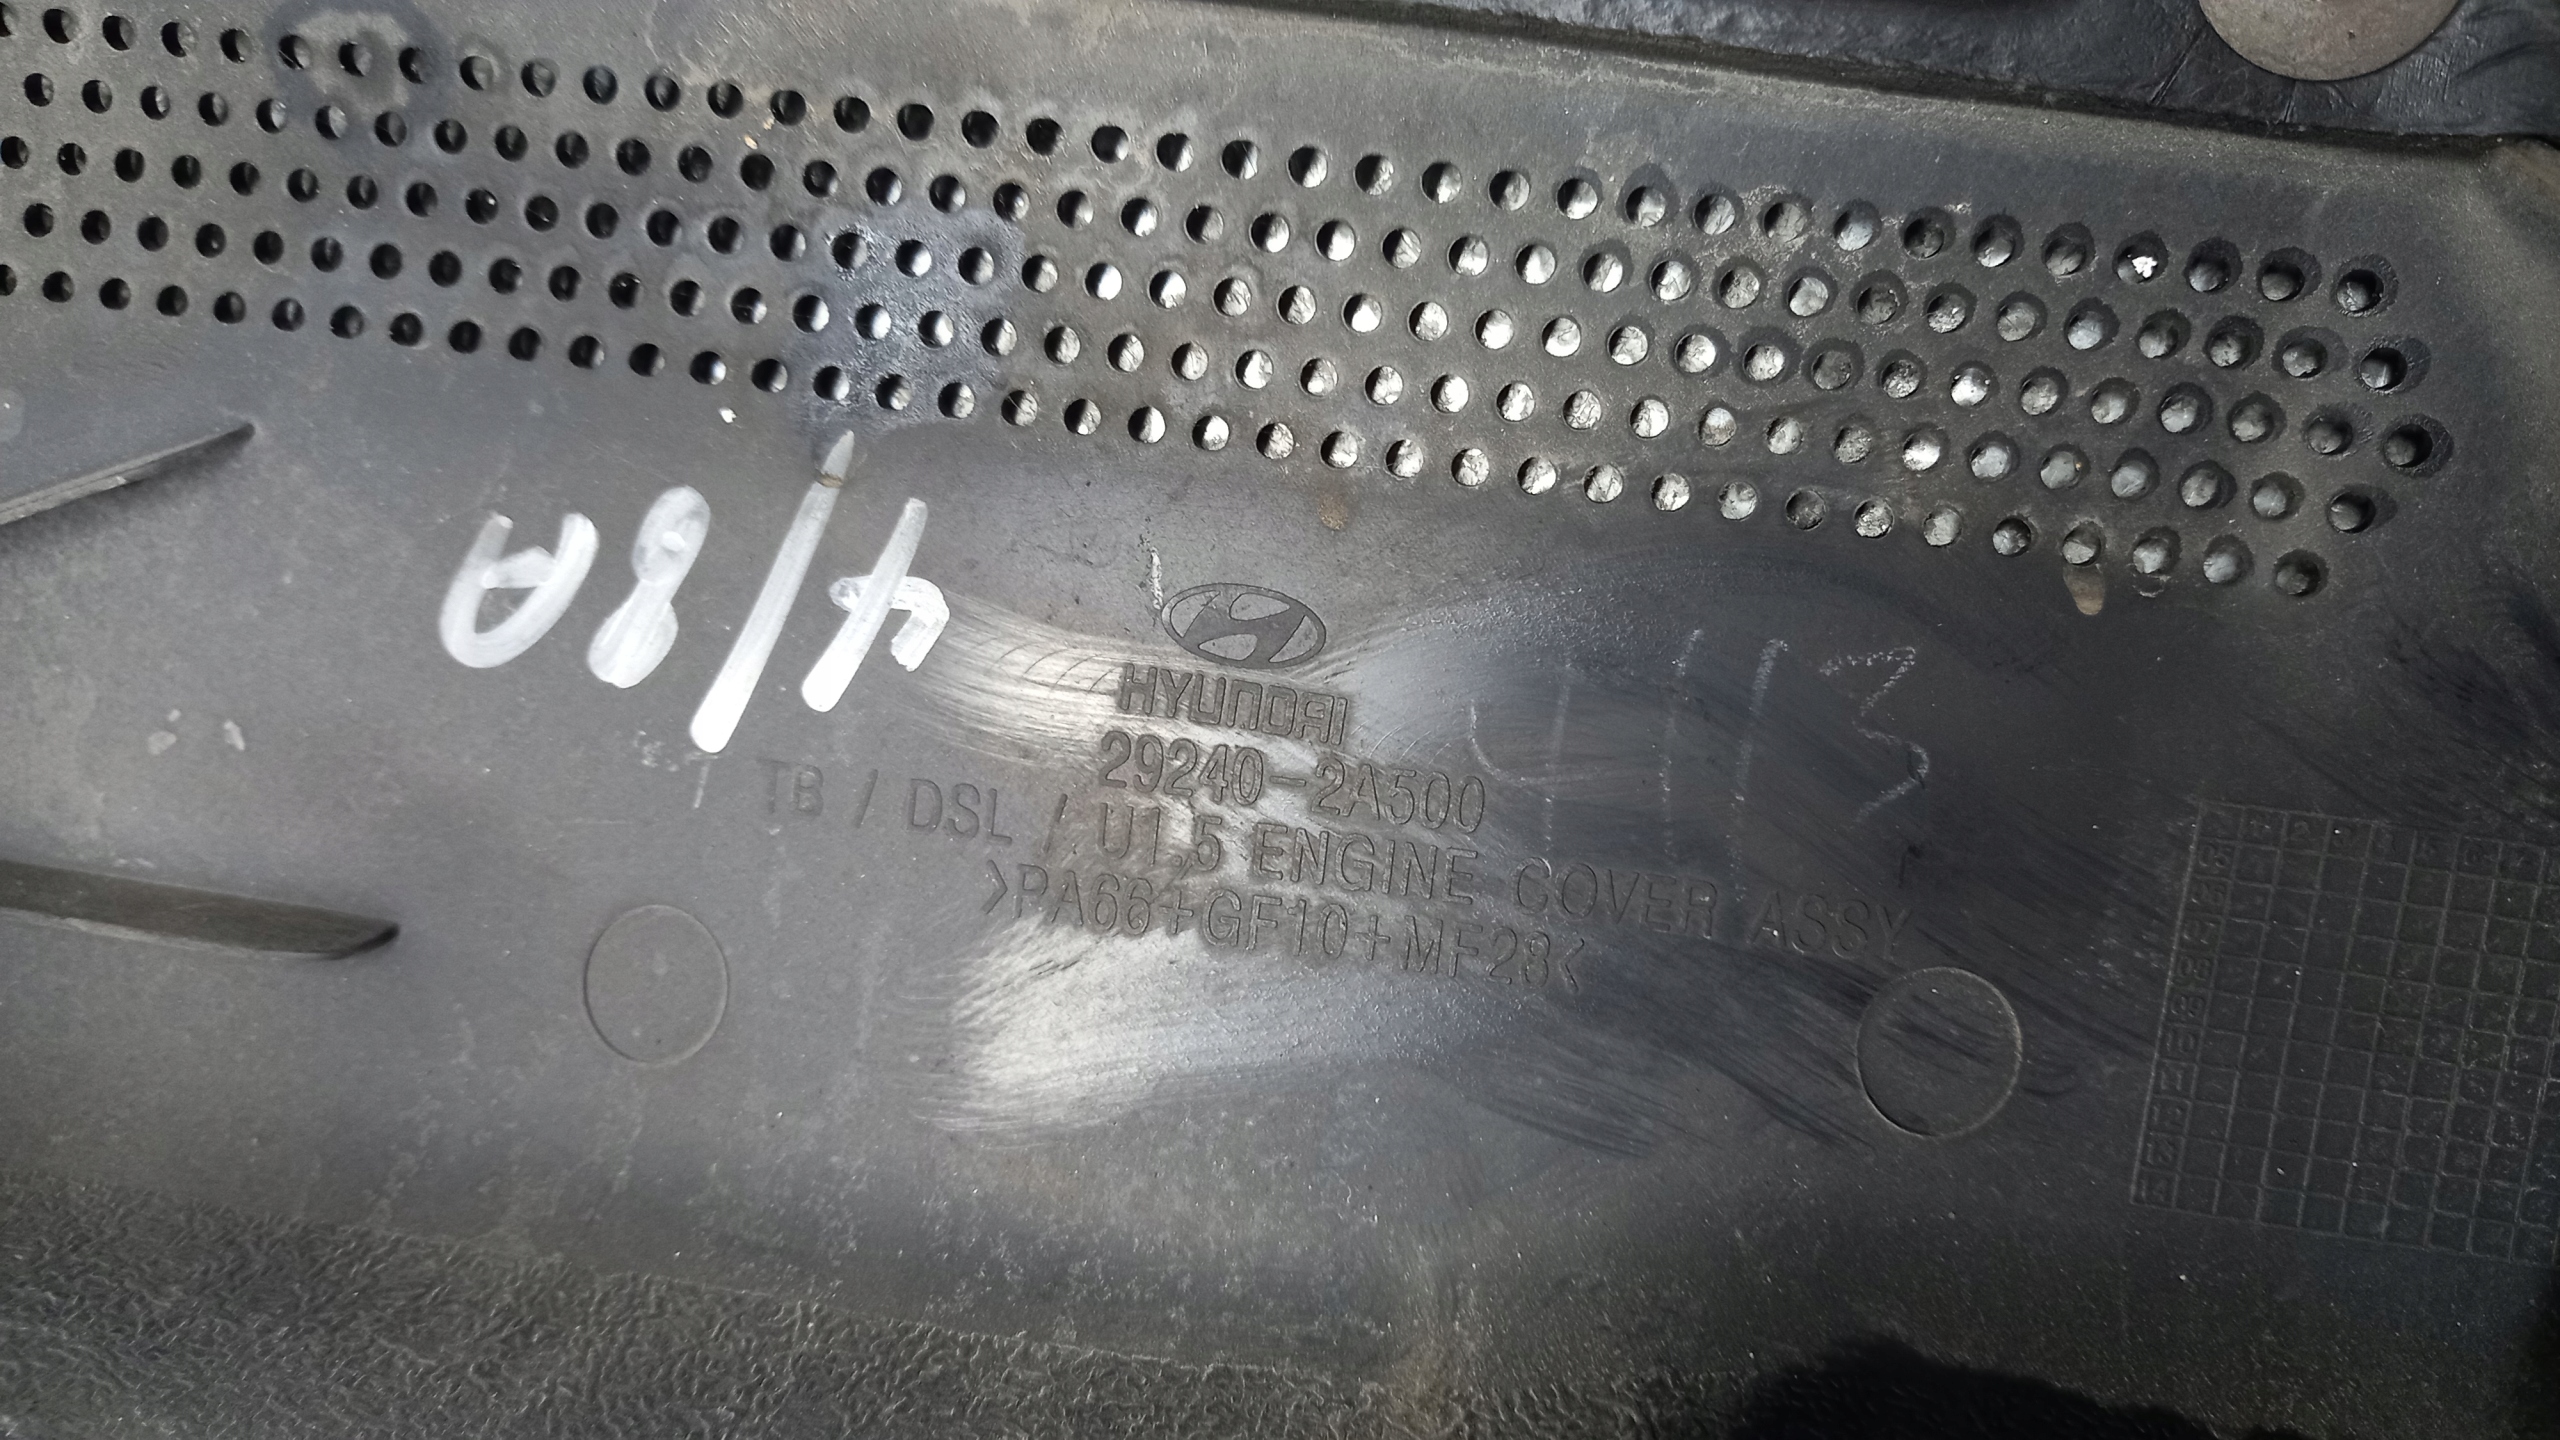 4/8A
HYUNDAI
29240-2A500
TB / DSL / U1.5 ENGINE COVER ASSY
>PA66+GF10+MF28<